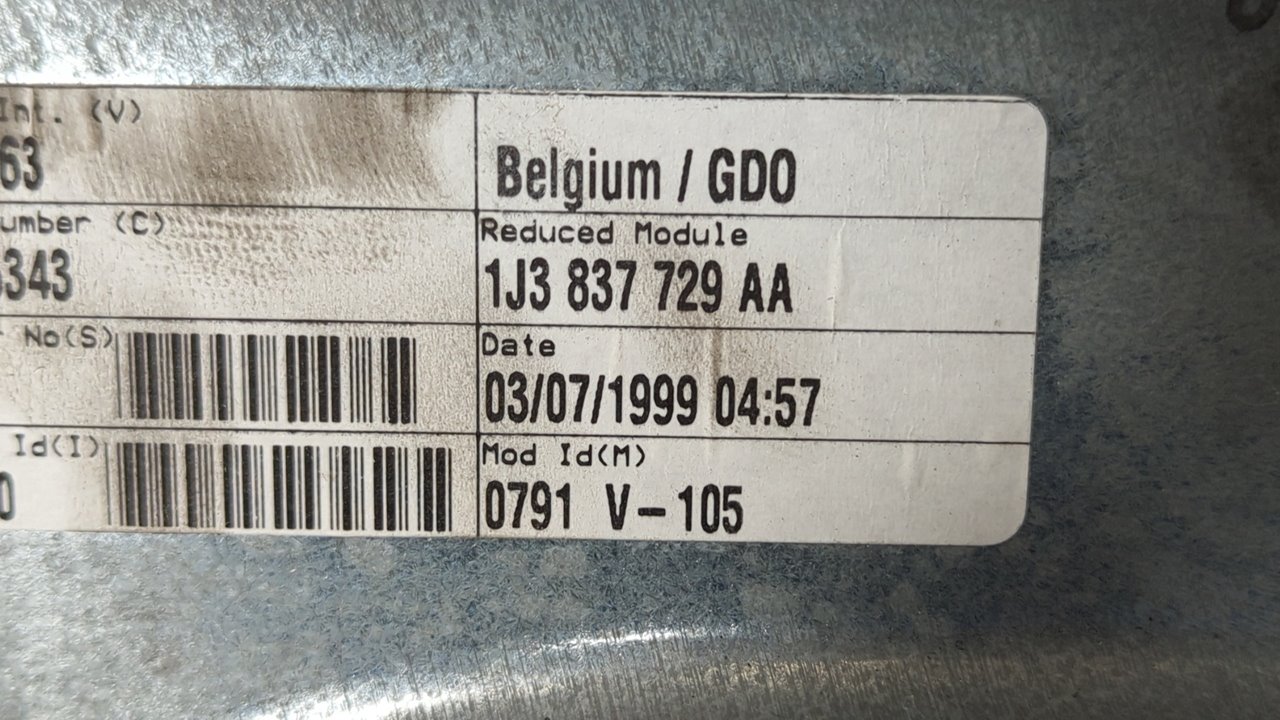 Int. (V)
63
Belgium / GDO
umber (C)
343
Reduced Module
1J3 837 729 AA
No(S)
Date
03/07/1999 04:57
Id(I)
0
Mod Id(M)
0791 V-105